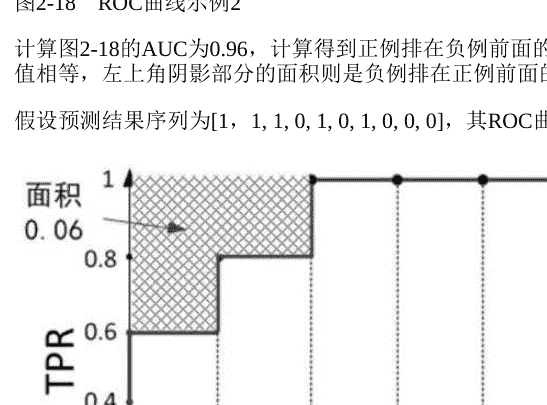 图2-18 ROC曲线示例2
计算图2-18的AUC为0.96，计算得到正例排在负例前面的
值相等，左上角阴影部分的面积则是负例排在正例前面的
假设预测结果序列为[1，1, 1, 0, 1, 0, 1, 0, 0, 0]，其ROC曲
面积
0.06
1
0.8
0.6
0.4
TPR